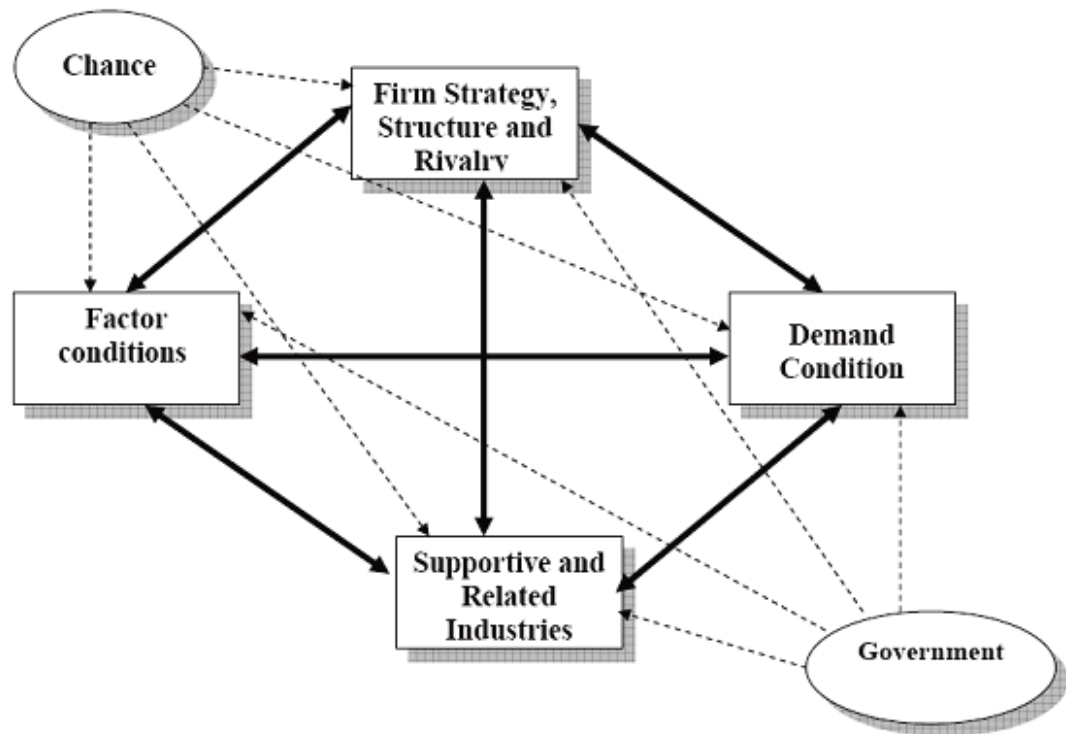 Chance
Firm Strategy,
Structure and
Rivalry
Factor
conditions
Demand
Condition
Supportive and
Related
Industries
Government